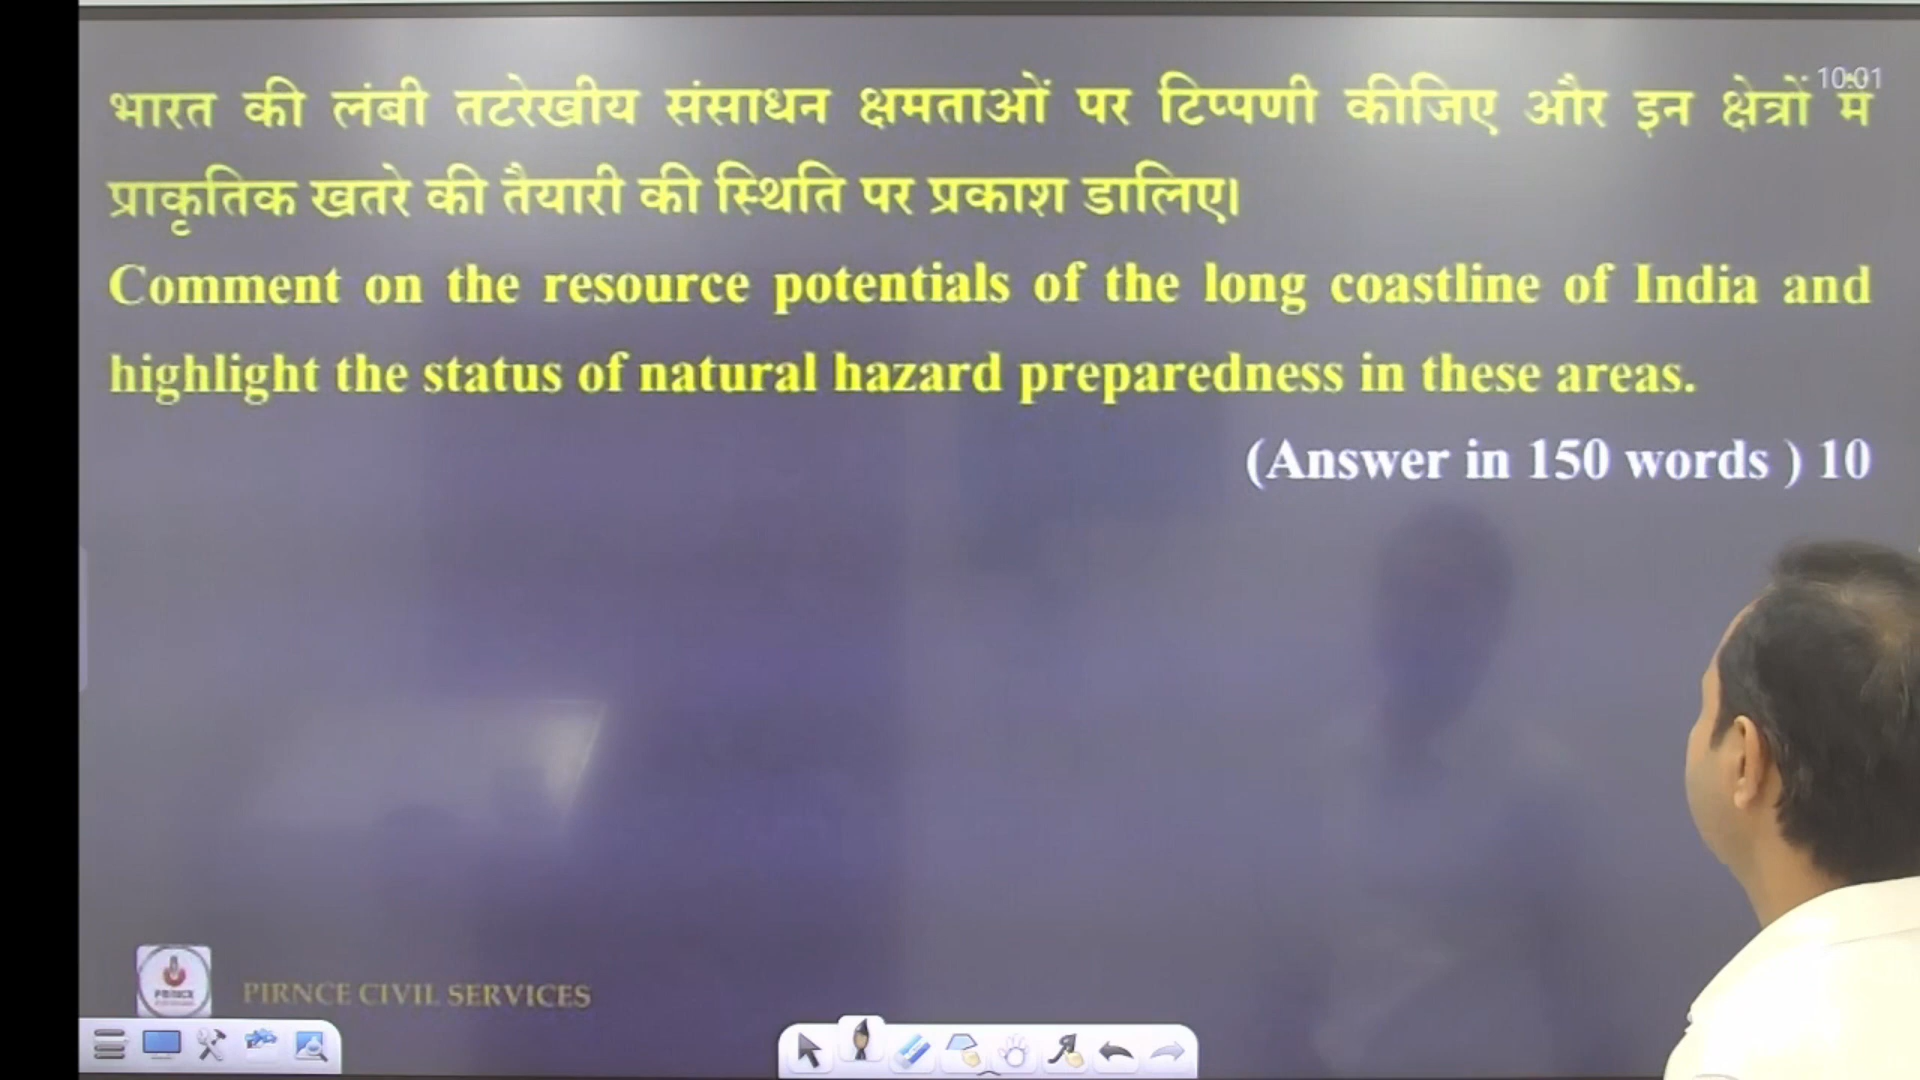 10:01
भारत की लंबी तटरेखीय संसाधन क्षमताओं पर टिप्पणी कीजिए और इन क्षेत्रों में
प्राकृतिक खतरे की तैयारी की स्थिति पर प्रकाश डालिए।
Comment on the resource potentials of the long coastline of India and
highlight the status of natural hazard preparedness in these areas.
(Answer in 150 words ) 10
PIRNCE CIVIL SERVICES